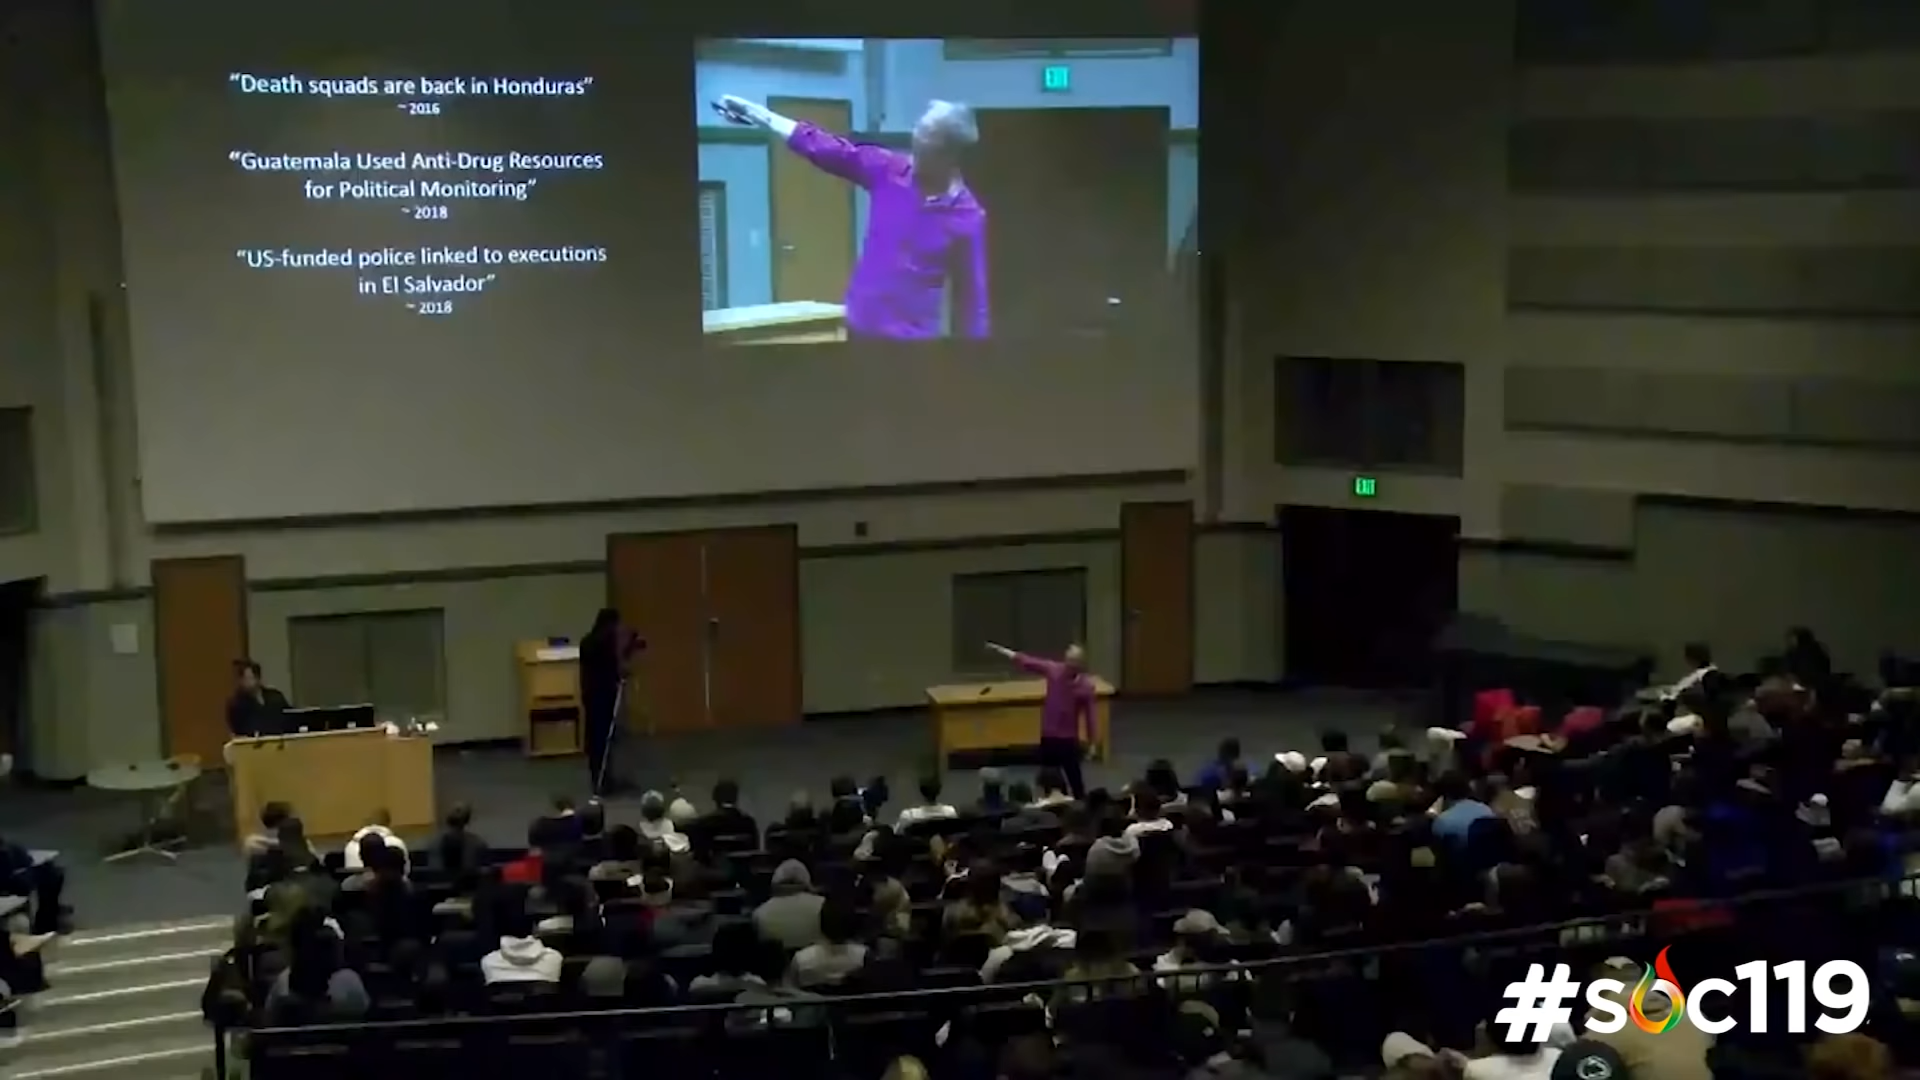 “Death squads are back in Honduras”
~ 2016
“Guatemala Used Anti-Drug Resources
for Political Monitoring”
~ 2018
“US-funded police linked to executions
in El Salvador”
~ 2018
EXIT
EXIT
#soc119